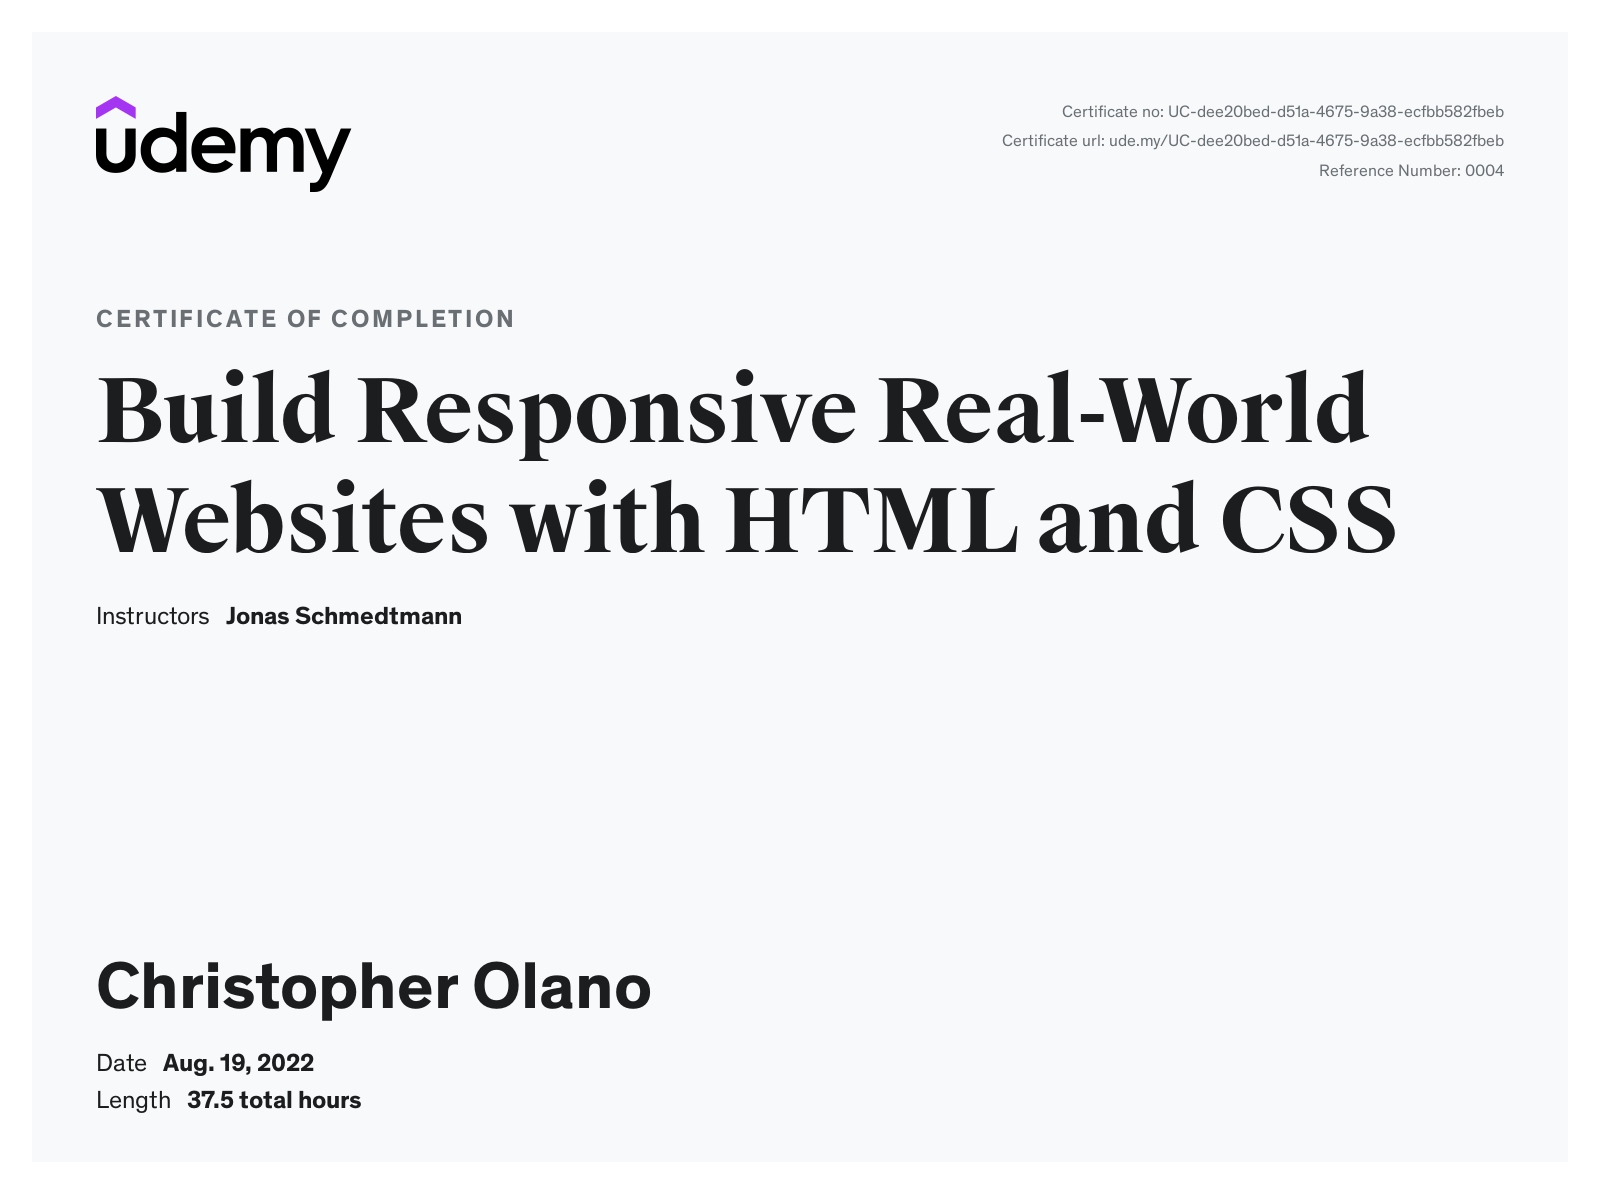 udemy
Certificate no: UC-dee20bed-d51a-4675-9a38-ecfbb582fbeb
Certificate url: ude.my/UC-dee20bed-d51a-4675-9a38-ecfbb582fbeb
Reference Number: 0004
CERTIFICATE OF COMPLETION
Build Responsive Real-World
Websites with HTML and CSS
Instructors Jonas Schmedtmann
Christopher Olano
Date Aug. 19, 2022
Length 37.5 total hours